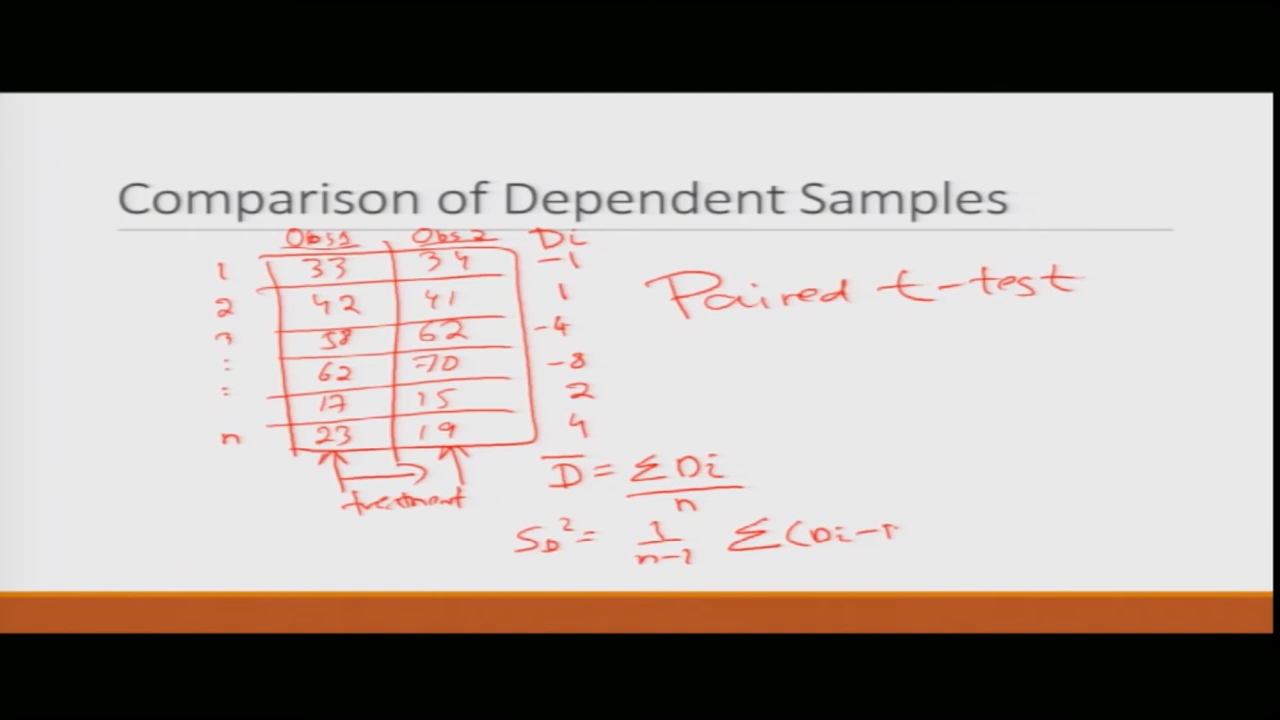 Comparison of Dependent Samples
Obs1 Obs2 Di
1 33 34 -1
2 42 41 1
3 58 62 -4
: 62 70 -8
: 17 15 2
n 23 19 4
treatment
Paired t-test
D̅ = ΣDi / n
S_D² = 1 / n-1 Σ(Di-